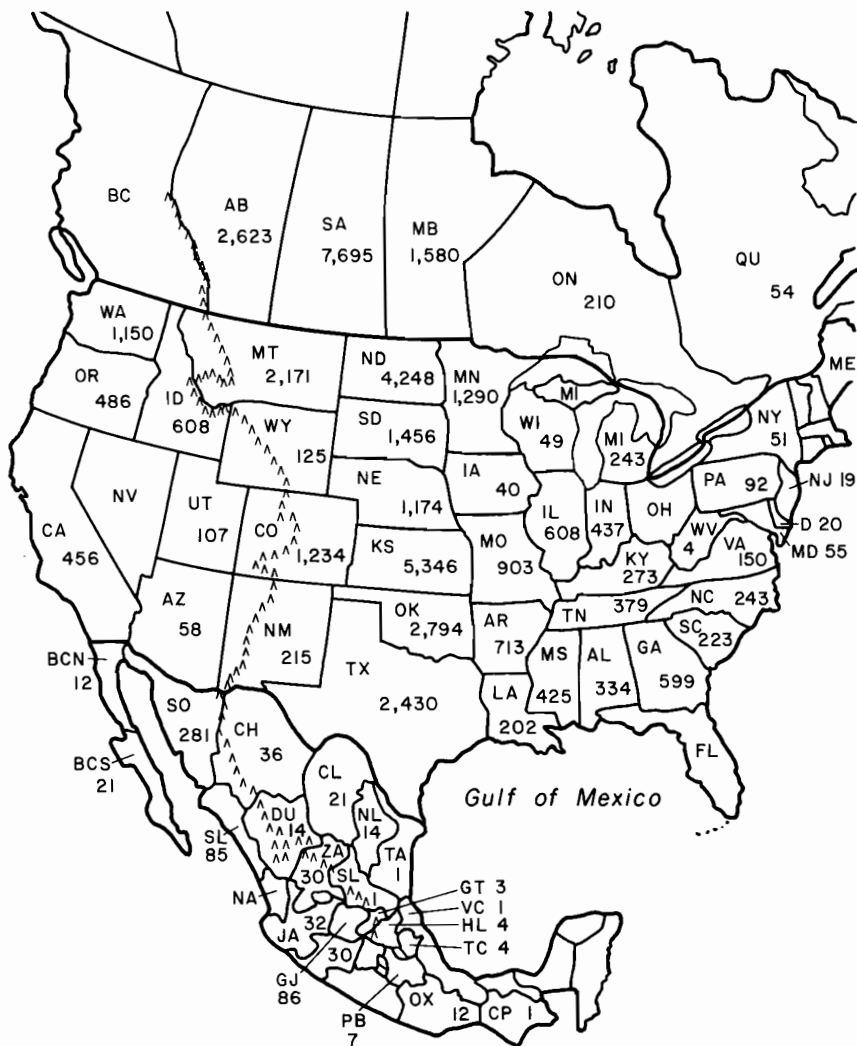 BC
AB
2,623
SA
7,695
MB
1,580
ON
210
QU
54
WA
1,150
OR
486
ID
608
MT
2,171
ND
4,248
MN
1,290
MI
WI
49
MI
243
ME
NY
51
WY
125
SD
1,456
IA
40
NE
1,174
PA 92
NJ 19
NV
UT
107
CO
1,234
KS
5,346
MO
903
IL
608
IN
437
OH
WV
4
VA
150
D 20
MD 55
CA
456
KY
273
AZ
58
NM
215
OK
2,794
AR
713
TN 379
NC 243
SC
223
TX
2,430
LA
202
MS
425
AL
334
GA
599
FL
BCN
12
SO
281
CH
36
BCS
21
CL
21
Gulf of Mexico
DU
14
NL
14
TA
1
SL
85
ZA
30
SL
1
NA
GT 3
VC 1
HL 4
TC 4
JA
32
30
GJ
86
PB
7
OX
12
CP 1